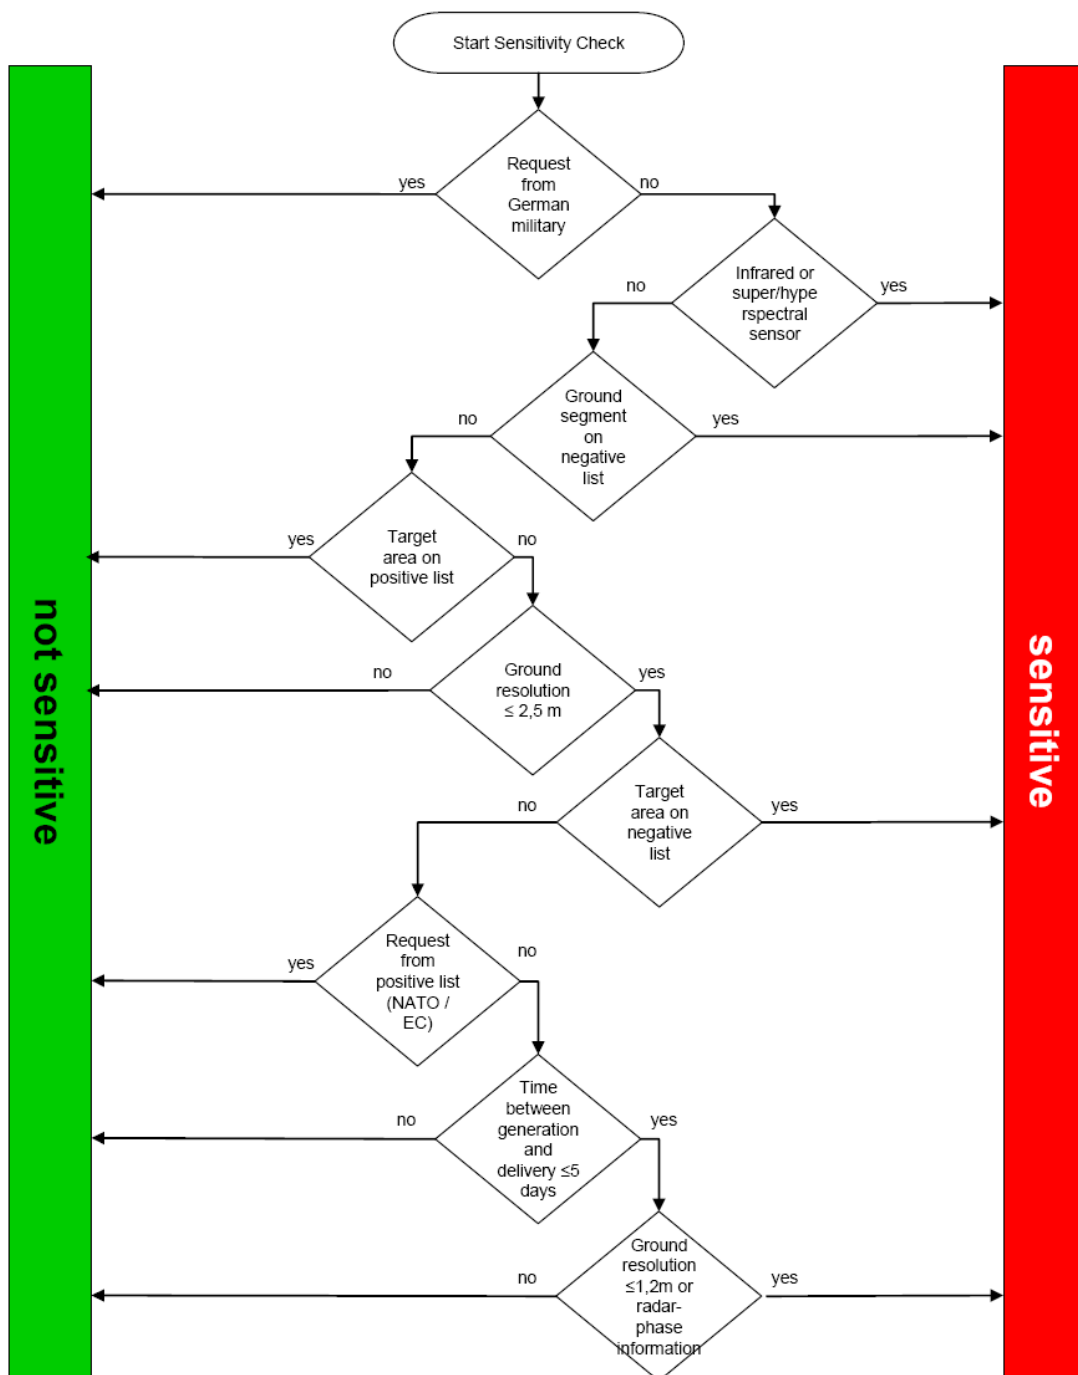 Start Sensitivity Check
Request
from
German
military
yes
no
Infrared or
super/hype
rspectral
sensor
no
yes
Ground
segment
on
negative
list
no
yes
Target
area on
positive list
yes
no
Ground
resolution
≤ 2,5 m
no
yes
not sensitive
sensitive
Target
area on
negative
list
no
yes
Request
from
positive list
(NATO /
EC)
yes
no
Time
between
generation
and
delivery ≤5
days
no
yes
Ground
resolution
≤1,2m or
radar-
phase
information
no
yes